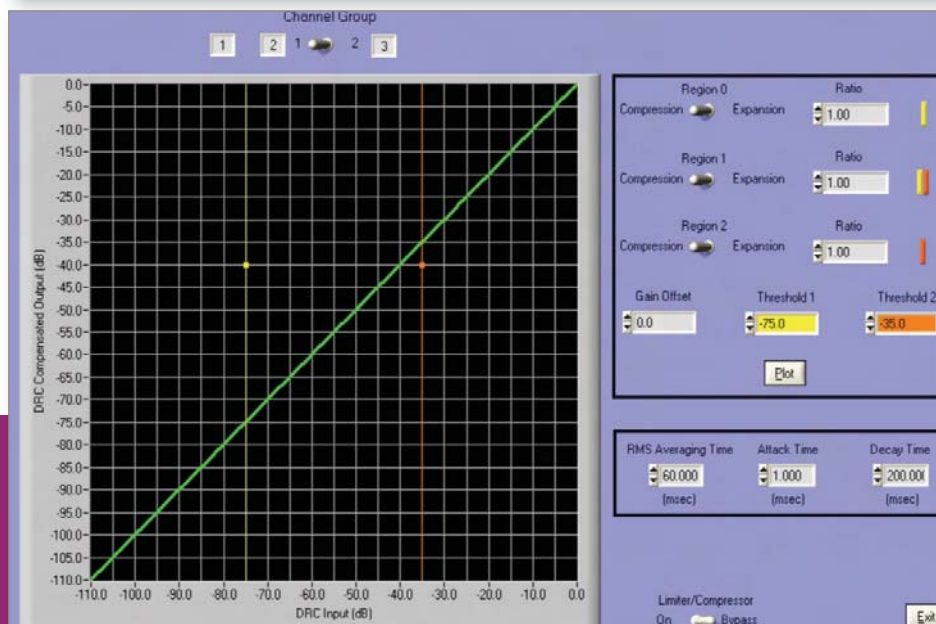 Channel Group
1 2 1 2 3
0.0
-5.0
-10.0
-15.0
-20.0
-25.0
-30.0
-35.0
-40.0
-45.0
-50.0
-55.0
-60.0
-65.0
-70.0
-75.0
-80.0
-85.0
-90.0
-95.0
-100.0
-105.0
-110.0
DRC Compensated Output (dB)
-110.0 -100.0 -90.0 -80.0 -70.0 -60.0 -50.0 -40.0 -30.0 -20.0 -10.0 0.0
DRC Input (dB)
Region 0 Ratio
Compression Expansion 1.00
Region 1 Ratio
Compression Expansion 1.00
Region 2 Ratio
Compression Expansion 1.00
Gain Offset Threshold 1 Threshold 2
0.0 -75.0 -35.0
Plot
RMS Averaging Time Attack Time Decay Time
60.000 1.000 200.00(
(msec) (msec) (msec)
Limiter/Compressor
On Bypass
Exit